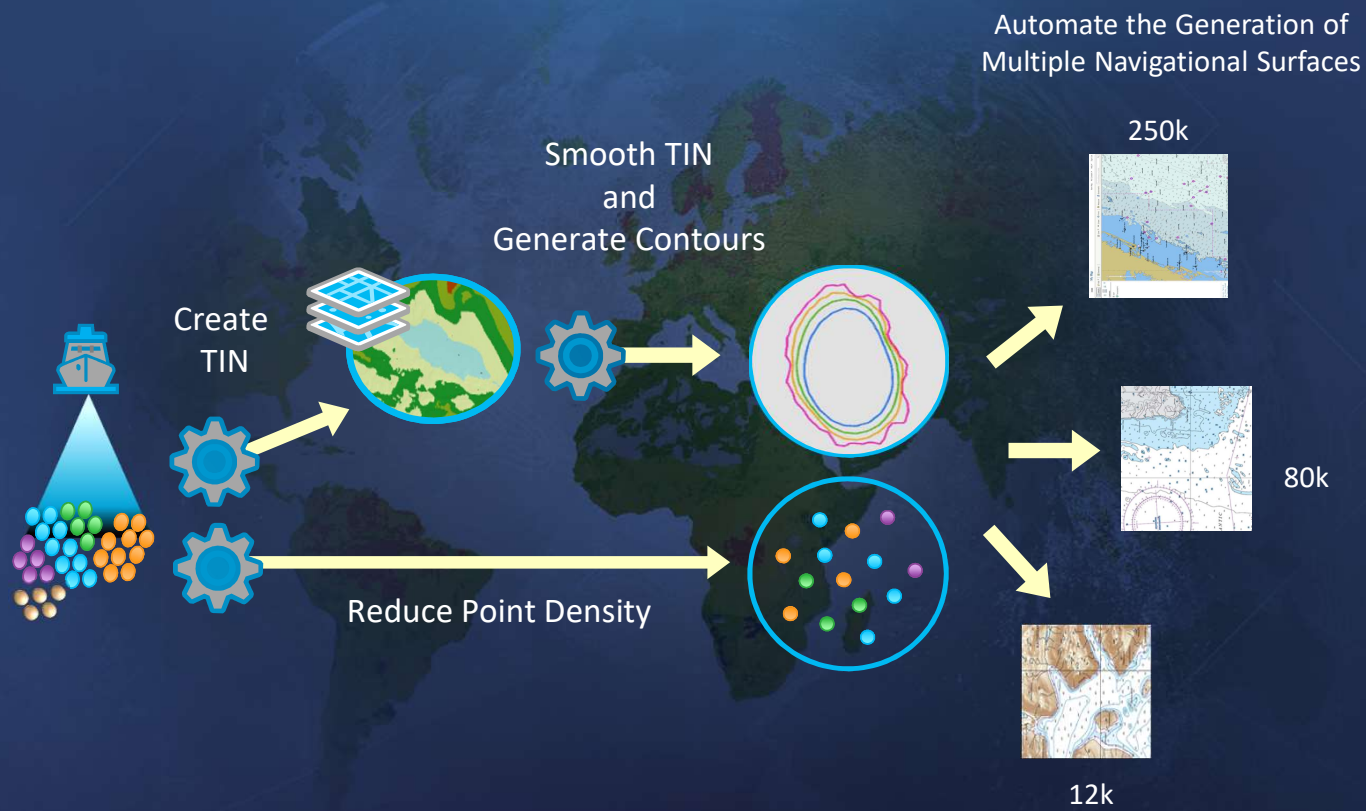 Automate the Generation of
Multiple Navigational Surfaces
250k
Smooth TIN
and
Generate Contours
Create
TIN
80k
Reduce Point Density
12k